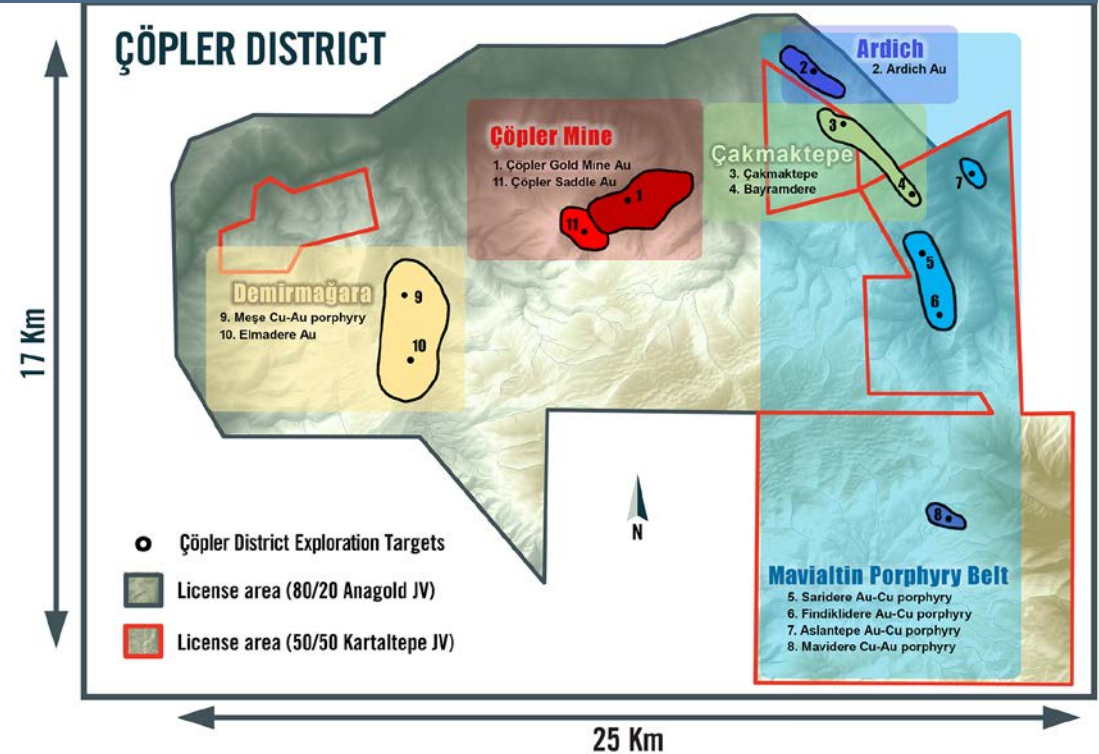 ÇÖPLER DISTRICT
Ardich
2. Ardich Au
2
Çöpler Mine
1. Çöpler Gold Mine Au
11. Çöpler Saddle Au
1
11
Çakmaktepe
3. Çakmaktepe
4. Bayramdere
3
4
7
5
6
Demirmağara
9. Meşe Cu-Au porphyry
10. Elmadere Au
9
10
8
Mavialtin Porphyry Belt
5. Saridere Au-Cu porphyry
6. Findiklidere Au-Cu porphyry
7. Aslantepe Au-Cu porphyry
8. Mavidere Cu-Au porphyry
N
Çöpler District Exploration Targets
License area (80/20 Anagold JV)
License area (50/50 Kartaltepe JV)
17 Km
25 Km